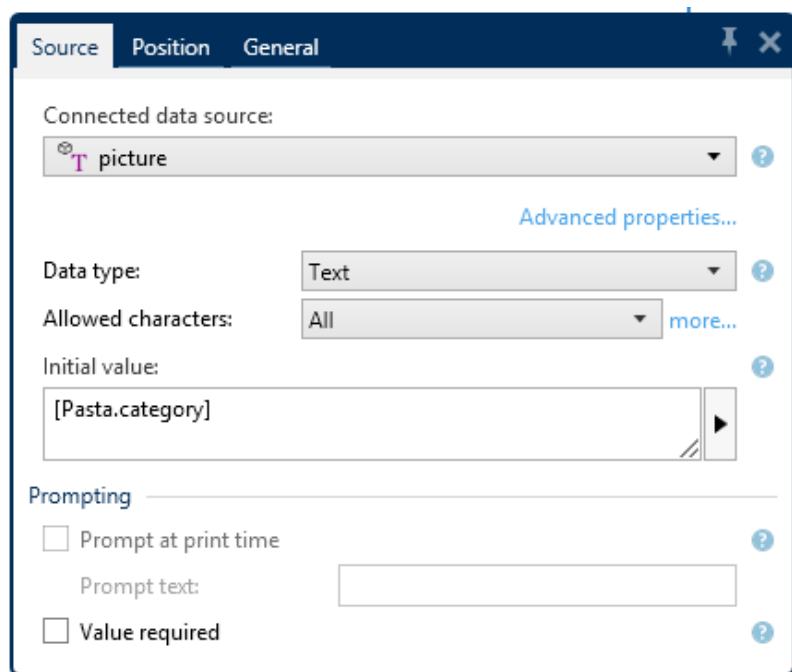 Source Position General
Connected data source:
T picture
Advanced properties...
Data type: Text
Allowed characters: All more...
Initial value:
[Pasta.category]
Prompting
Prompt at print time
Prompt text:
Value required